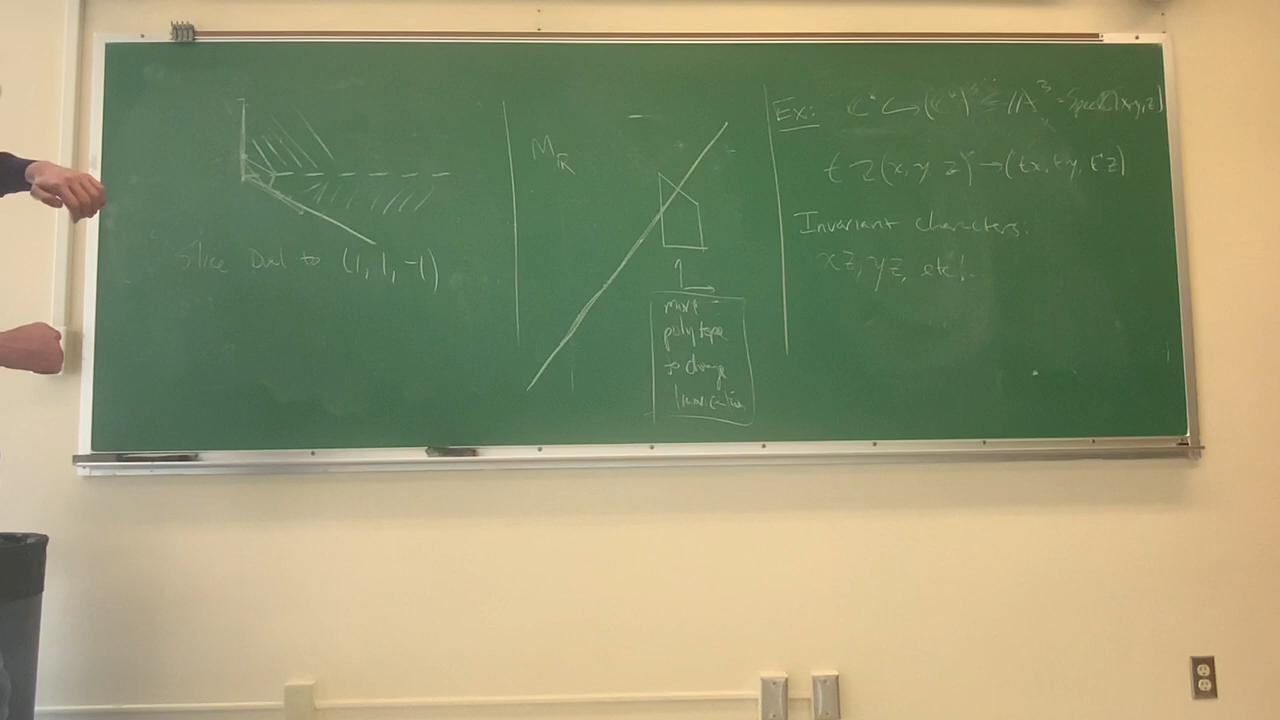 Slice Dual to (1, 1, -1)
M_ℝ
move
polytope
to change
linearization
Ex: ℂ* ↪ (ℂ*)³ ⊆ 𝔸³ = Spec ℂ[x,y,z]
t ↻ (x, y, z) → (tx, ty, t⁻¹z)
Invariant characters:
xz, yz, etc!